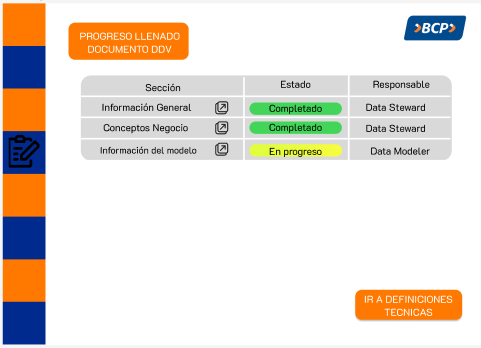 PROGRESO LLENADO
DOCUMENTO DDV
>BCP>
Sección Estado Responsable
Información General Completado Data Steward
Conceptos Negocio Completado Data Steward
Información del modelo En progreso Data Modeler
IR A DEFINICIONES
TECNICAS